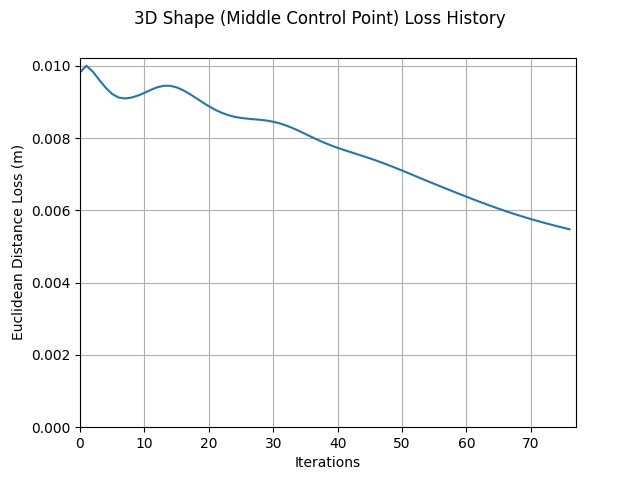 3D Shape (Middle Control Point) Loss History
0.010
0.008
0.006
0.004
0.002
0.000
Euclidean Distance Loss (m)
0 10 20 30 40 50 60 70
Iterations